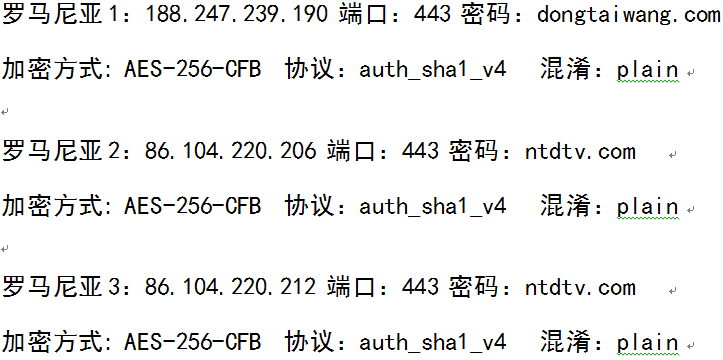 罗马尼亚1：188.247.239.190 端口：443 密码：dongtaiwang.com
加密方式: AES-256-CFB 协议：auth_sha1_v4 混淆：plain
罗马尼亚2：86.104.220.206 端口：443 密码：ntdtv.com
加密方式: AES-256-CFB 协议：auth_sha1_v4 混淆：plain
罗马尼亚3：86.104.220.212 端口：443 密码：ntdtv.com
加密方式: AES-256-CFB 协议：auth_sha1_v4 混淆：plain